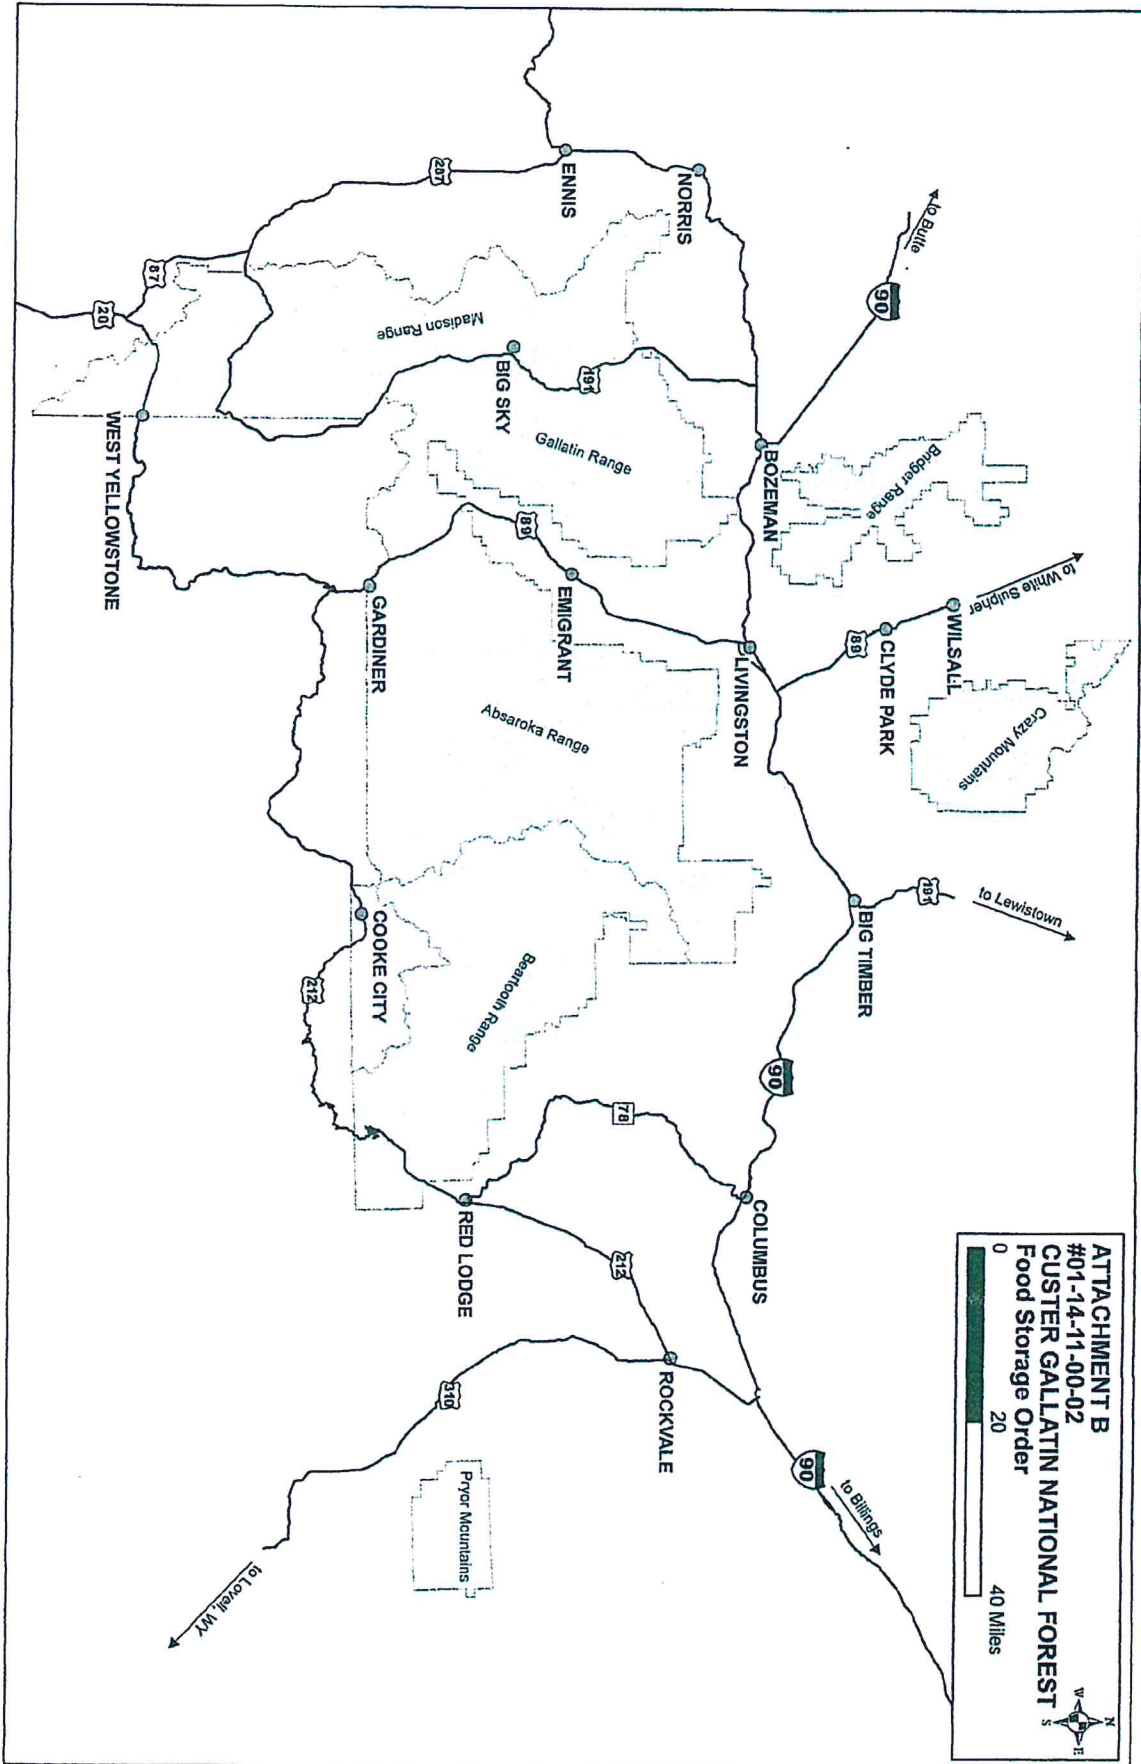 ATTACHMENT B
#01-14-11-00-02
CUSTER GALLATIN NATIONAL FOREST
Food Storage Order
0 20 40 Miles
N
W E
S
to Butte
90
to White Sulpher
WILSALL
CLYDE PARK
89
Crazy Mountains
Bridger Range
to Lewistown
191
NORRIS
BOZEMAN
LIVINGSTON
BIG TIMBER
90
COLUMBUS
90
to Billings
ENNIS
287
Madison Range
BIG SKY
191
Gallatin Range
89
EMIGRANT
Absaroka Range
Beartooth Range
78
212
ROCKVALE
RED LODGE
310
Pryor Mountains
87
20
WEST YELLOWSTONE
GARDINER
COOKE CITY
212
to Lovell, WY